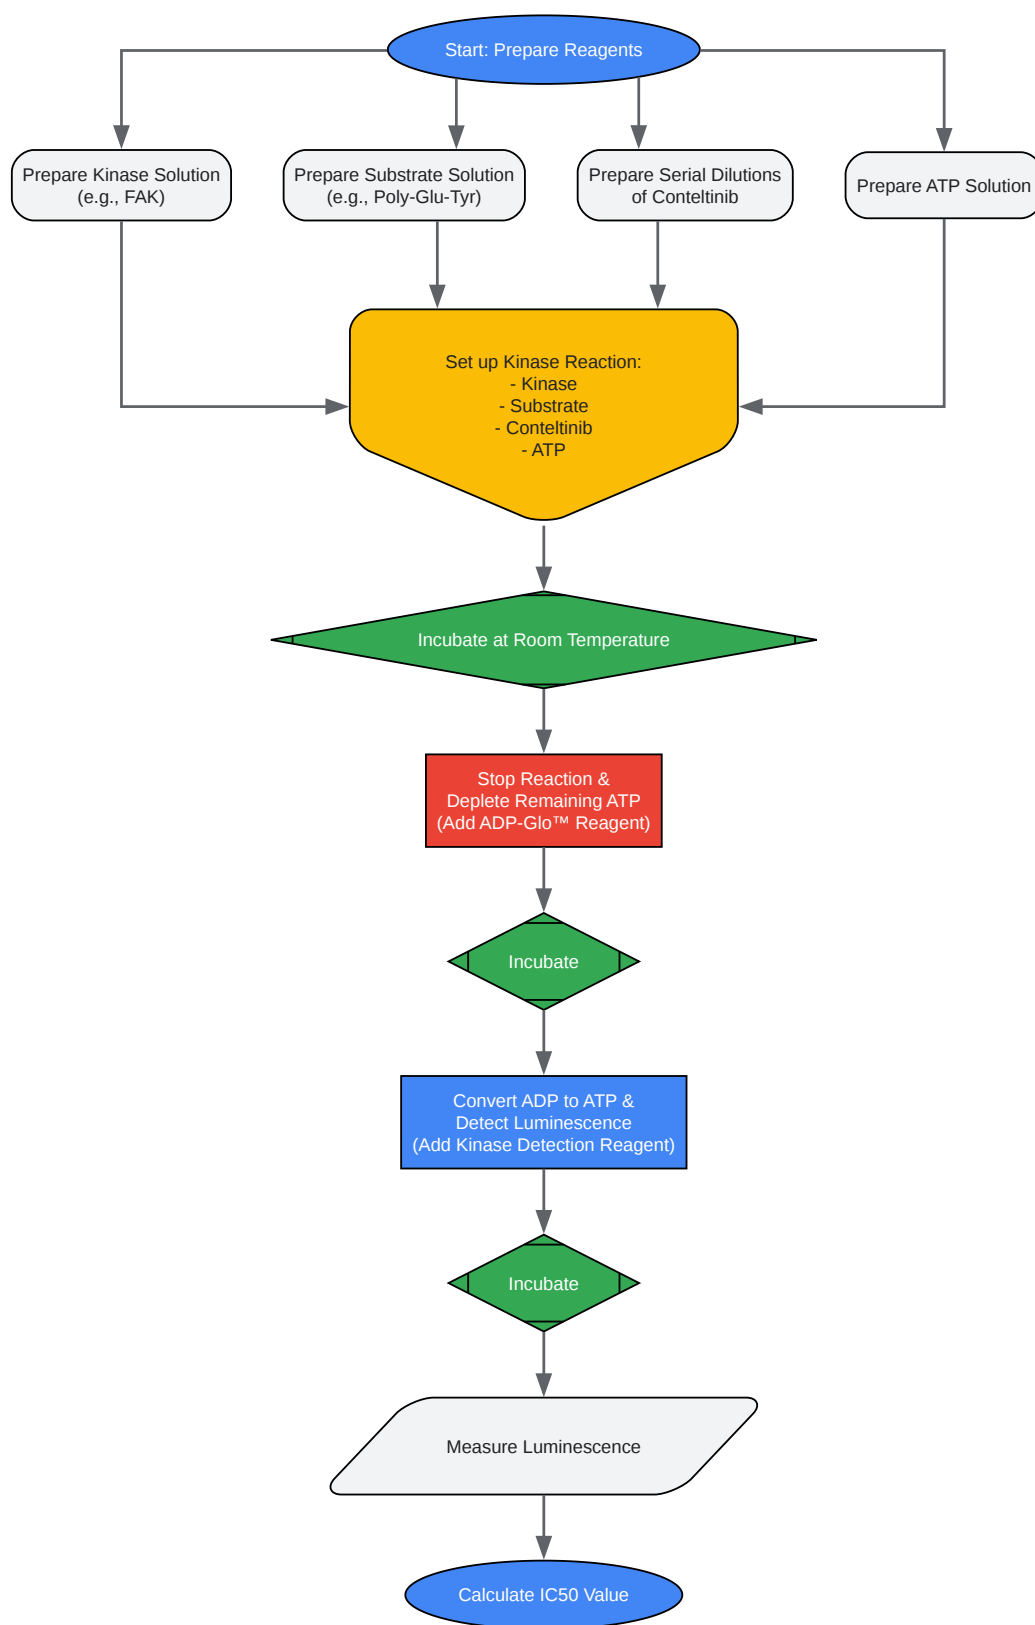 Start: Prepare Reagents
Prepare Kinase Solution
(e.g., FAK)
Prepare Substrate Solution
(e.g., Poly-Glu-Tyr)
Prepare Serial Dilutions
of Conteltinib
Prepare ATP Solution
Set up Kinase Reaction:
- Kinase
- Substrate
- Conteltinib
- ATP
Incubate at Room Temperature
Stop Reaction &
Deplete Remaining ATP
(Add ADP-Glo™ Reagent)
Incubate
Convert ADP to ATP &
Detect Luminescence
(Add Kinase Detection Reagent)
Incubate
Measure Luminescence
Calculate IC50 Value